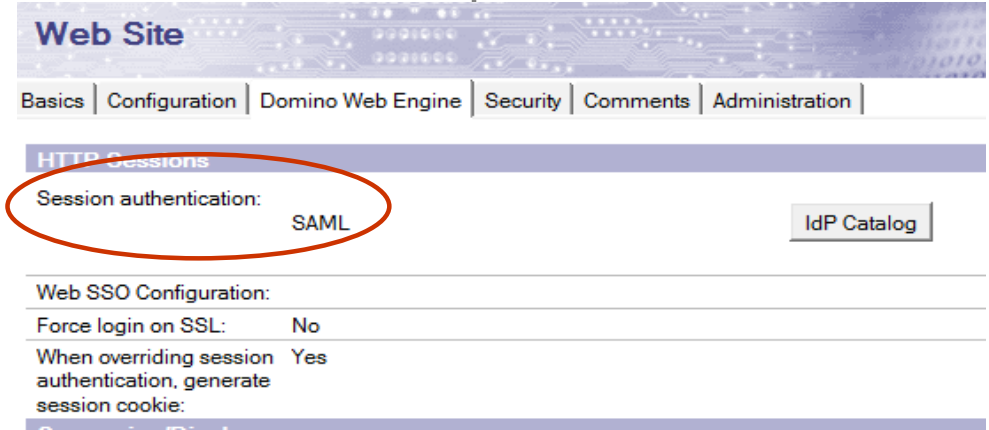 Web Site
Basics Configuration Domino Web Engine Security Comments Administration
HTTP Sessions
Session authentication:
SAML IdP Catalog
Web SSO Configuration:
Force login on SSL: No
When overriding session Yes
authentication, generate
session cookie: